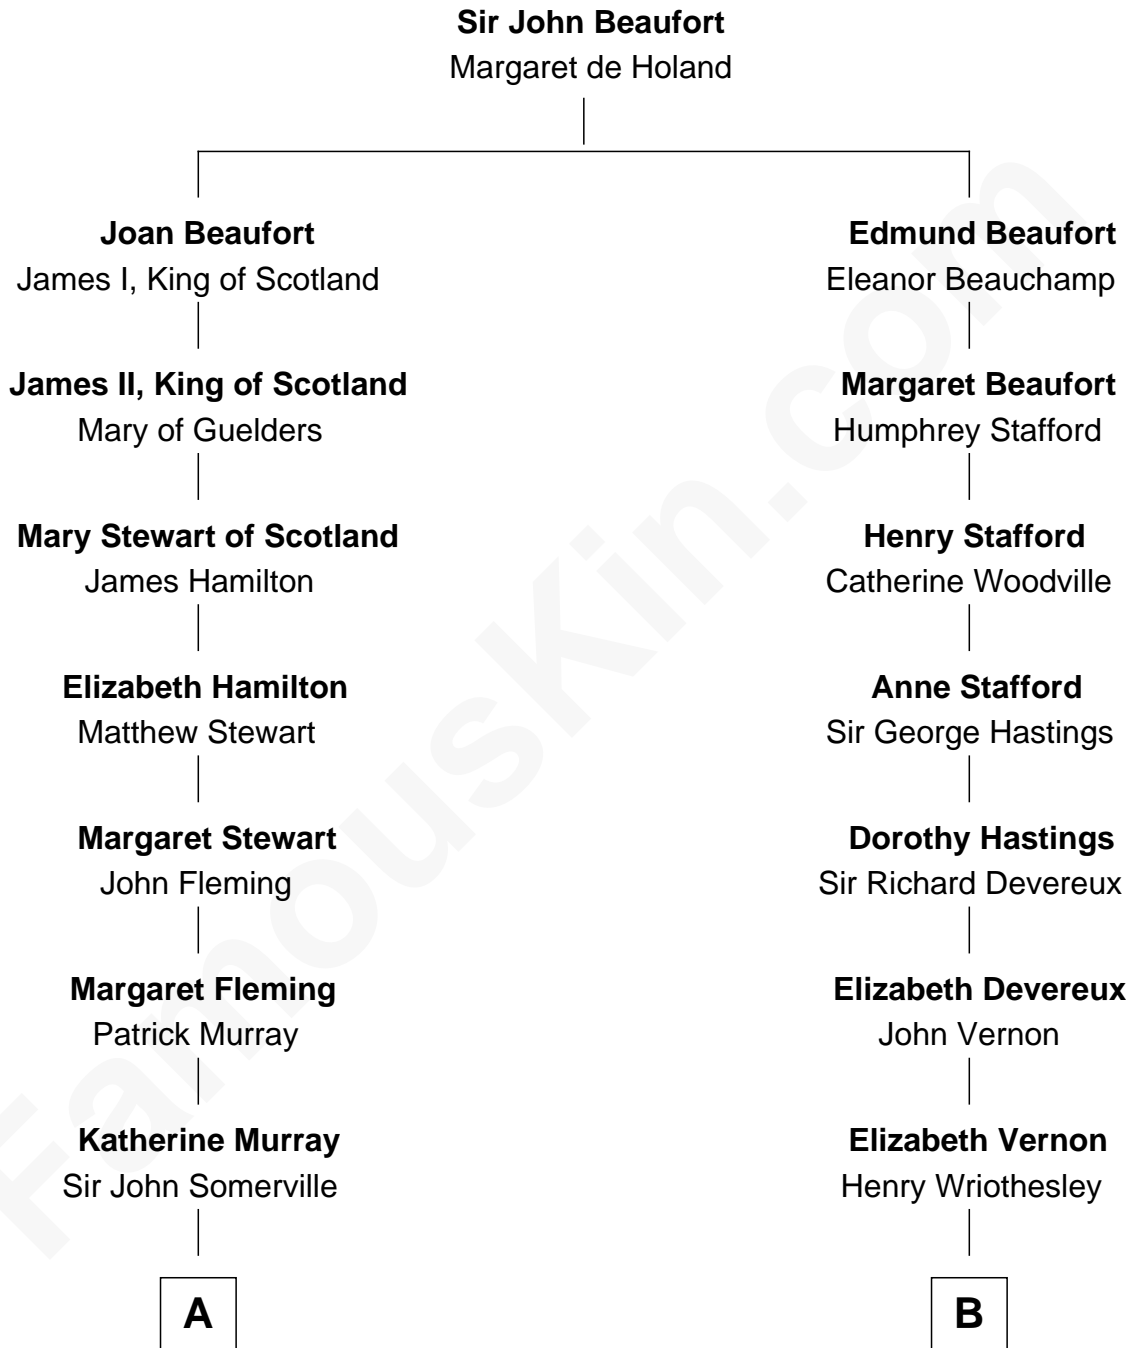 Sir John Beaufort
Margaret de Holand
Joan Beaufort
James I, King of Scotland
Edmund Beaufort
Eleanor Beauchamp
James II, King of Scotland
Mary of Guelders
Margaret Beaufort
Humphrey Stafford
Mary Stewart of Scotland
James Hamilton
Henry Stafford
Catherine Woodville
Elizabeth Hamilton
Matthew Stewart
Anne Stafford
Sir George Hastings
Margaret Stewart
John Fleming
Dorothy Hastings
Sir Richard Devereux
Margaret Fleming
Patrick Murray
Elizabeth Devereux
John Vernon
Katherine Murray
Sir John Somerville
Elizabeth Vernon
Henry Wriothesley
A
B
FamousKin.com